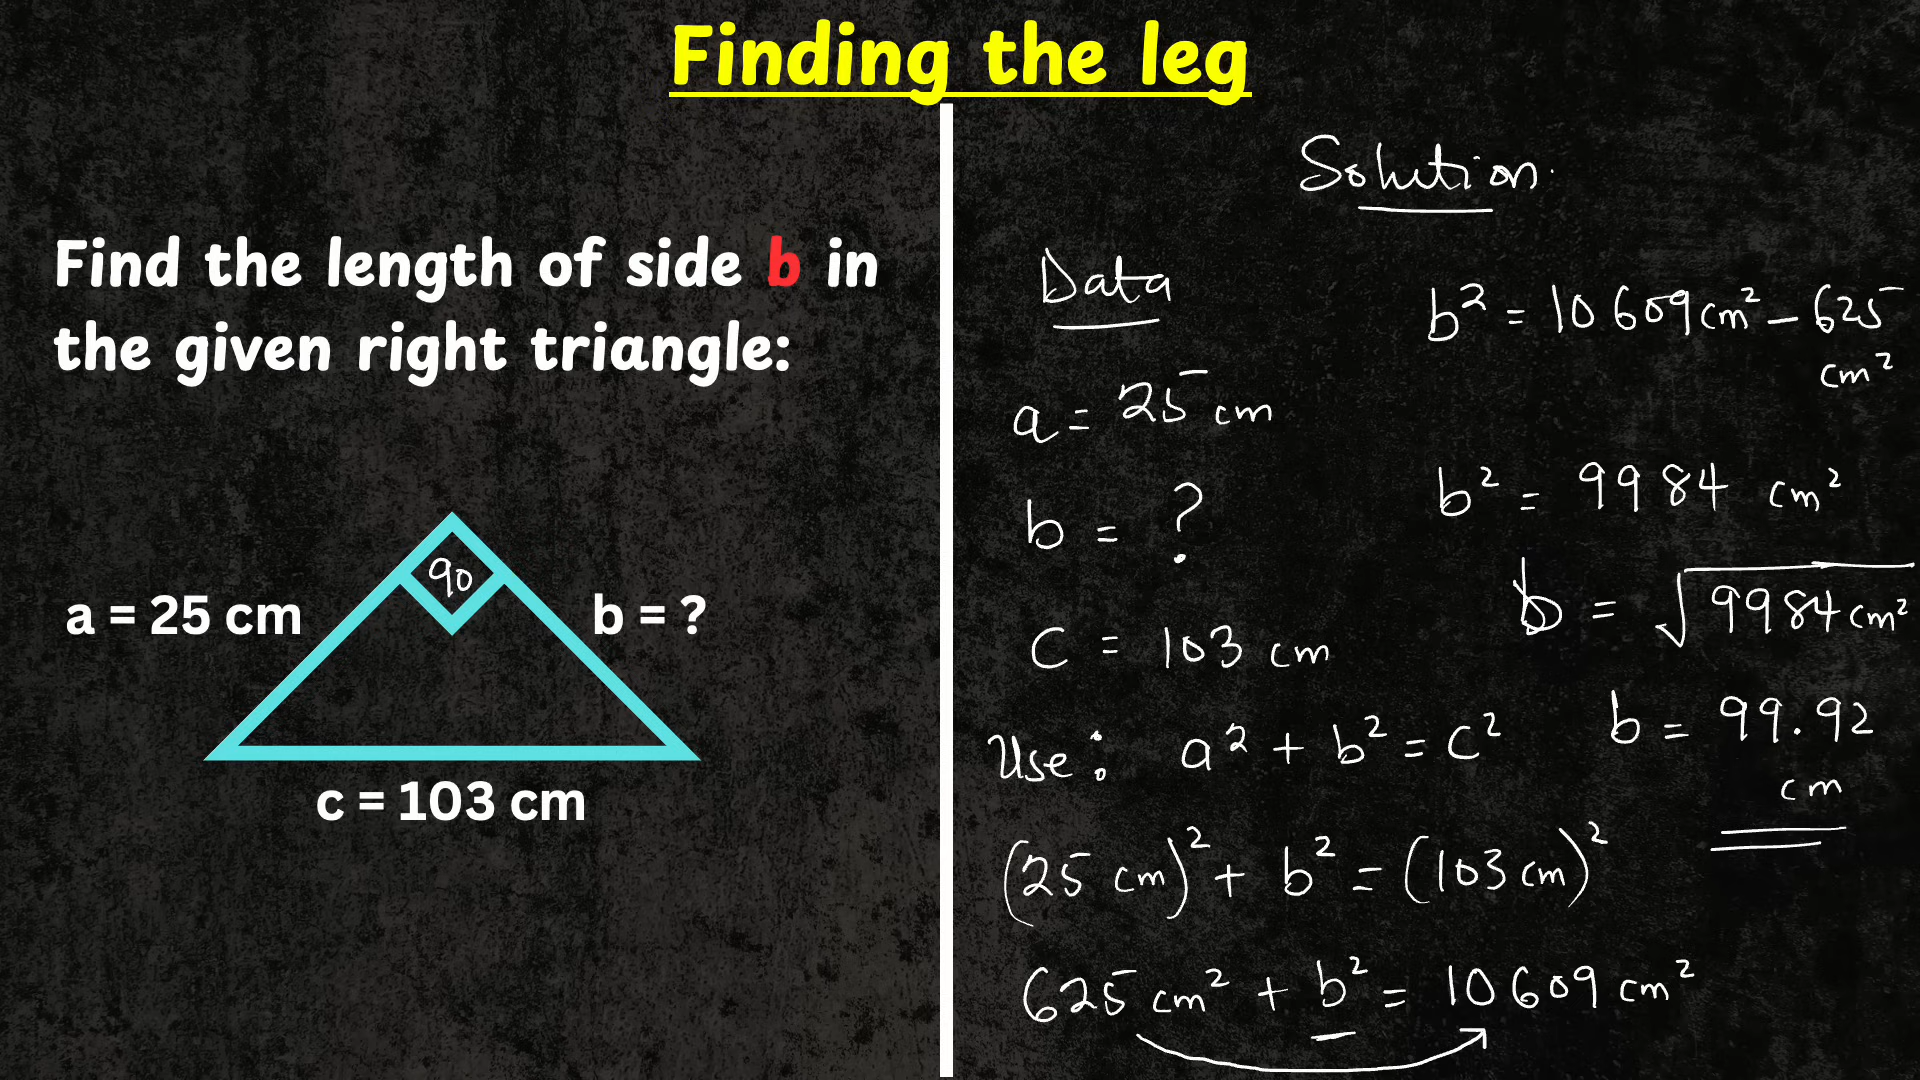 Finding the leg
Find the length of side b in
the given right triangle:
90
a = 25 cm
b = ?
c = 103 cm
Solution.
Data
a = 25 cm
b = ?
C = 103 cm
Use: a² + b² = c²
(25 cm)² + b² = (103 cm)²
625 cm² + b² = 10609 cm²
b² = 10609 cm² – 625
cm²
b² = 9984 cm²
b = √9984 cm²
b = 99.92
cm